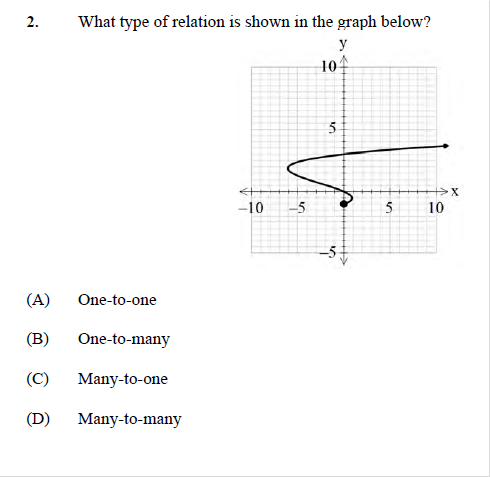 2. What type of relation is shown in the graph below?
y
10
5
x
-10 -5 5 10
-5
(A) One-to-one
(B) One-to-many
(C) Many-to-one
(D) Many-to-many